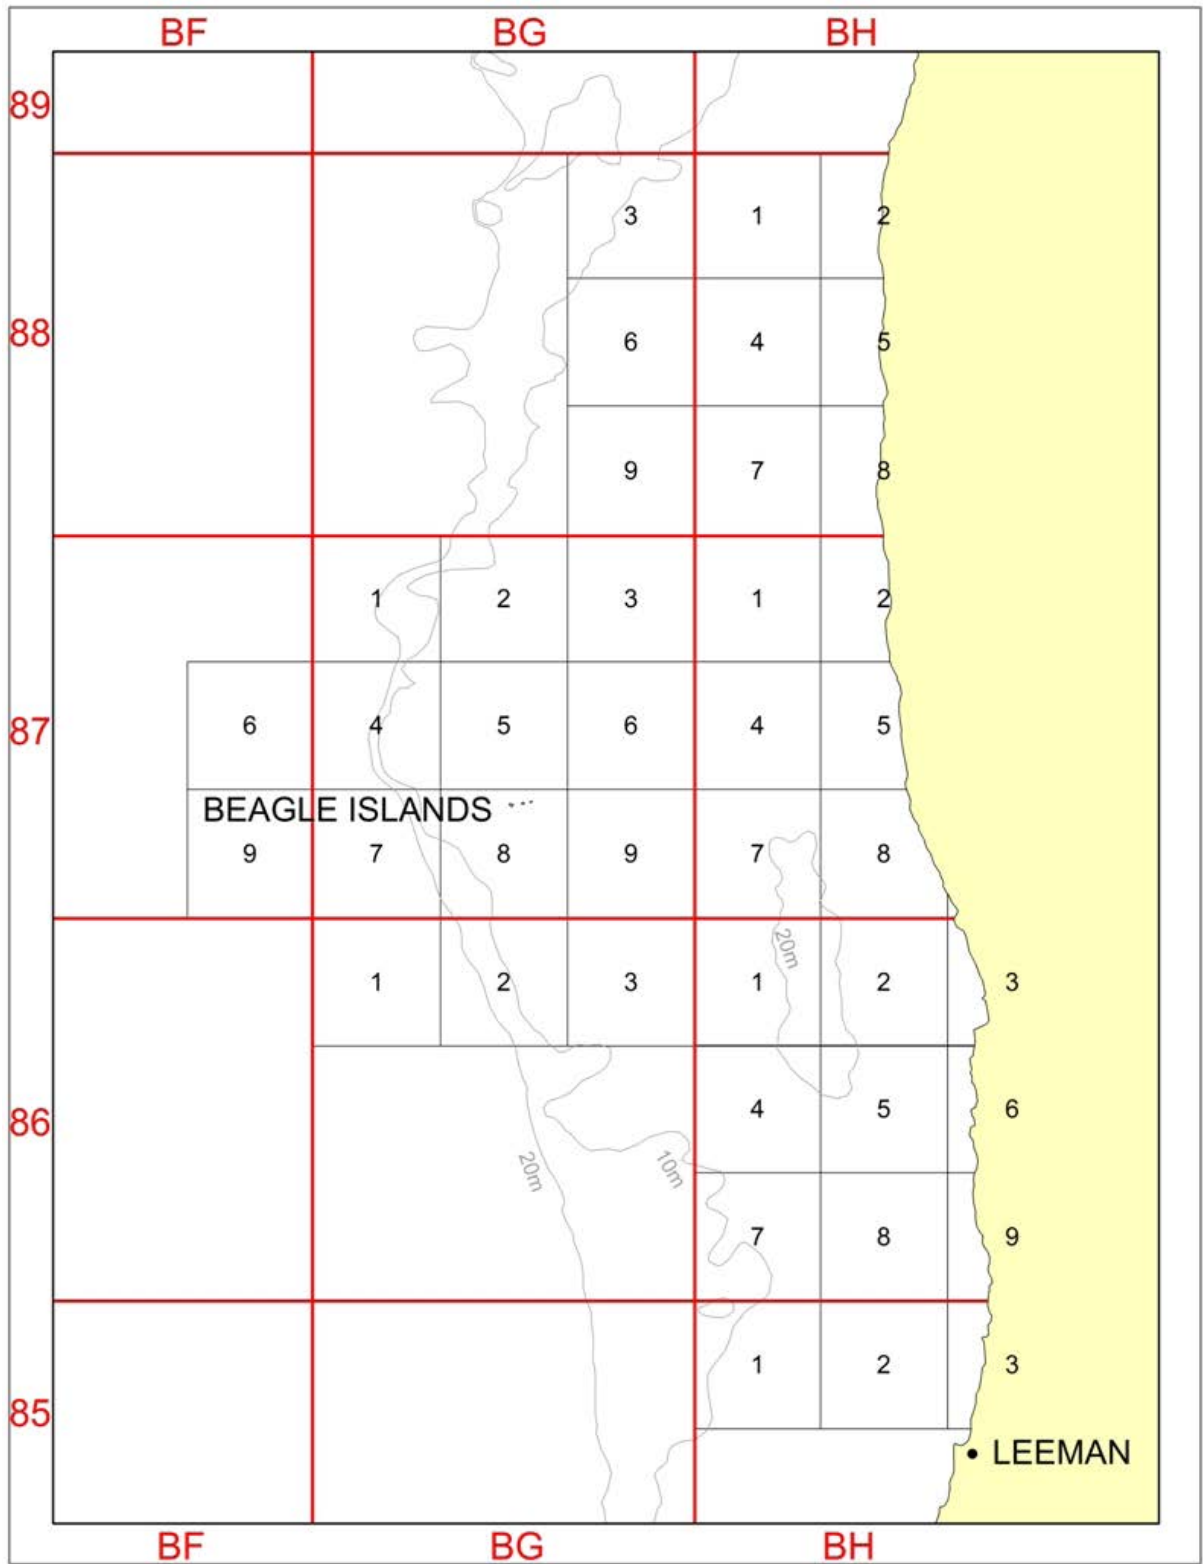 BF BG BH
89
3 1 2
88
6 4 5
9 7 8
1 2 3 1 2
87
6 4 5 6 4 5
BEAGLE ISLANDS
9 7 8 9 7 8
20m
1 2 3 1 2 3
86
4 5 6
20m 10m
7 8 9
1 2 3
85
LEEMAN
BF BG BH